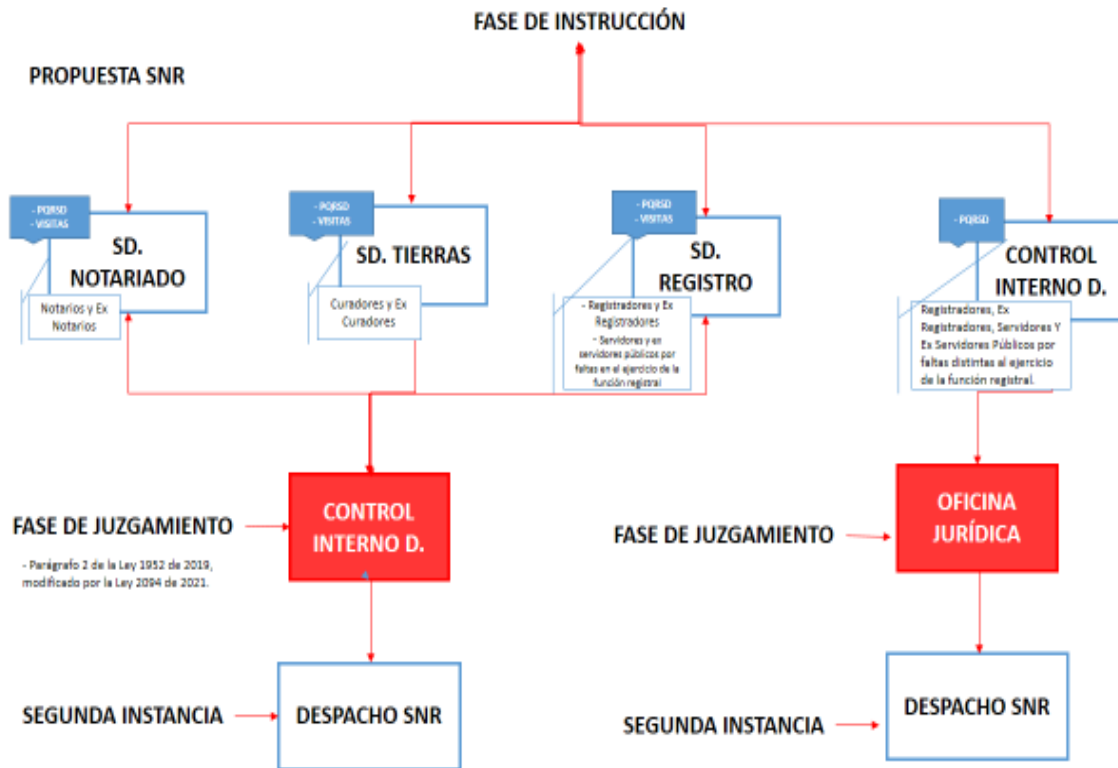 FASE DE INSTRUCCIÓN
PROPUESTA SNR
- PQRSD
- VISITAS
SD.
NOTARIADO
Notarios y Ex
Notarios
- PQRSD
- VISITAS
SD. TIERRAS
Curadores y Ex
Curadores
- PQRSD
- VISITAS
SD.
REGISTRO
- Registradores y Ex
Registradores
- Servidores y ex
servidores públicos por
faltas en el ejercicio de la
función registral
- PQRSD
CONTROL
INTERNO D.
Registradores, Ex
Registradores, Servidores Y
Ex Servidores Públicos por
faltas distintas al ejercicio
de la función registral.
FASE DE JUZGAMIENTO
- Parágrafo 2 de la Ley 1952 de 2019,
modificado por la Ley 2094 de 2021.
CONTROL
INTERNO D.
FASE DE JUZGAMIENTO
OFICINA
JURÍDICA
SEGUNDA INSTANCIA
DESPACHO SNR
SEGUNDA INSTANCIA
DESPACHO SNR